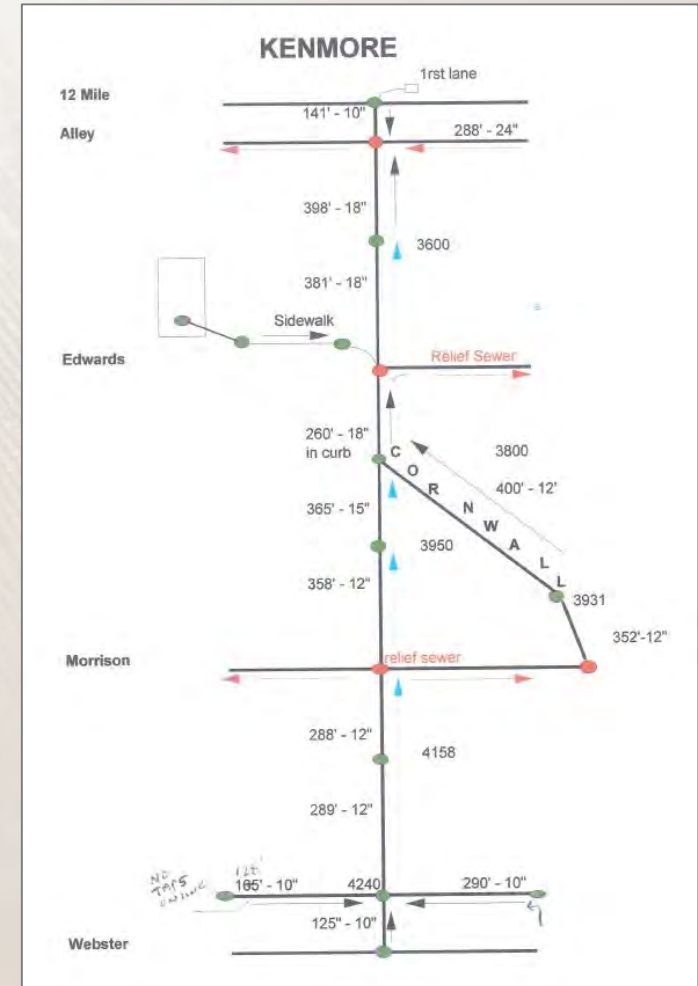 KENMORE
1rst lane
12 Mile
141' - 10"
Alley
288' - 24"
398' - 18"
3600
381' - 18"
Sidewalk
Edwards
Relief Sewer
260' - 18"
in curb
CORNWALL
3800
400' - 12'
365' - 15"
3950
358' - 12"
3931
352'-12"
Morrison
relief sewer
288' - 12"
4158
289' - 12"
NO
TAPS
ON LINE
126'
105' - 10"
4240
290' - 10"
125" - 10"
Webster